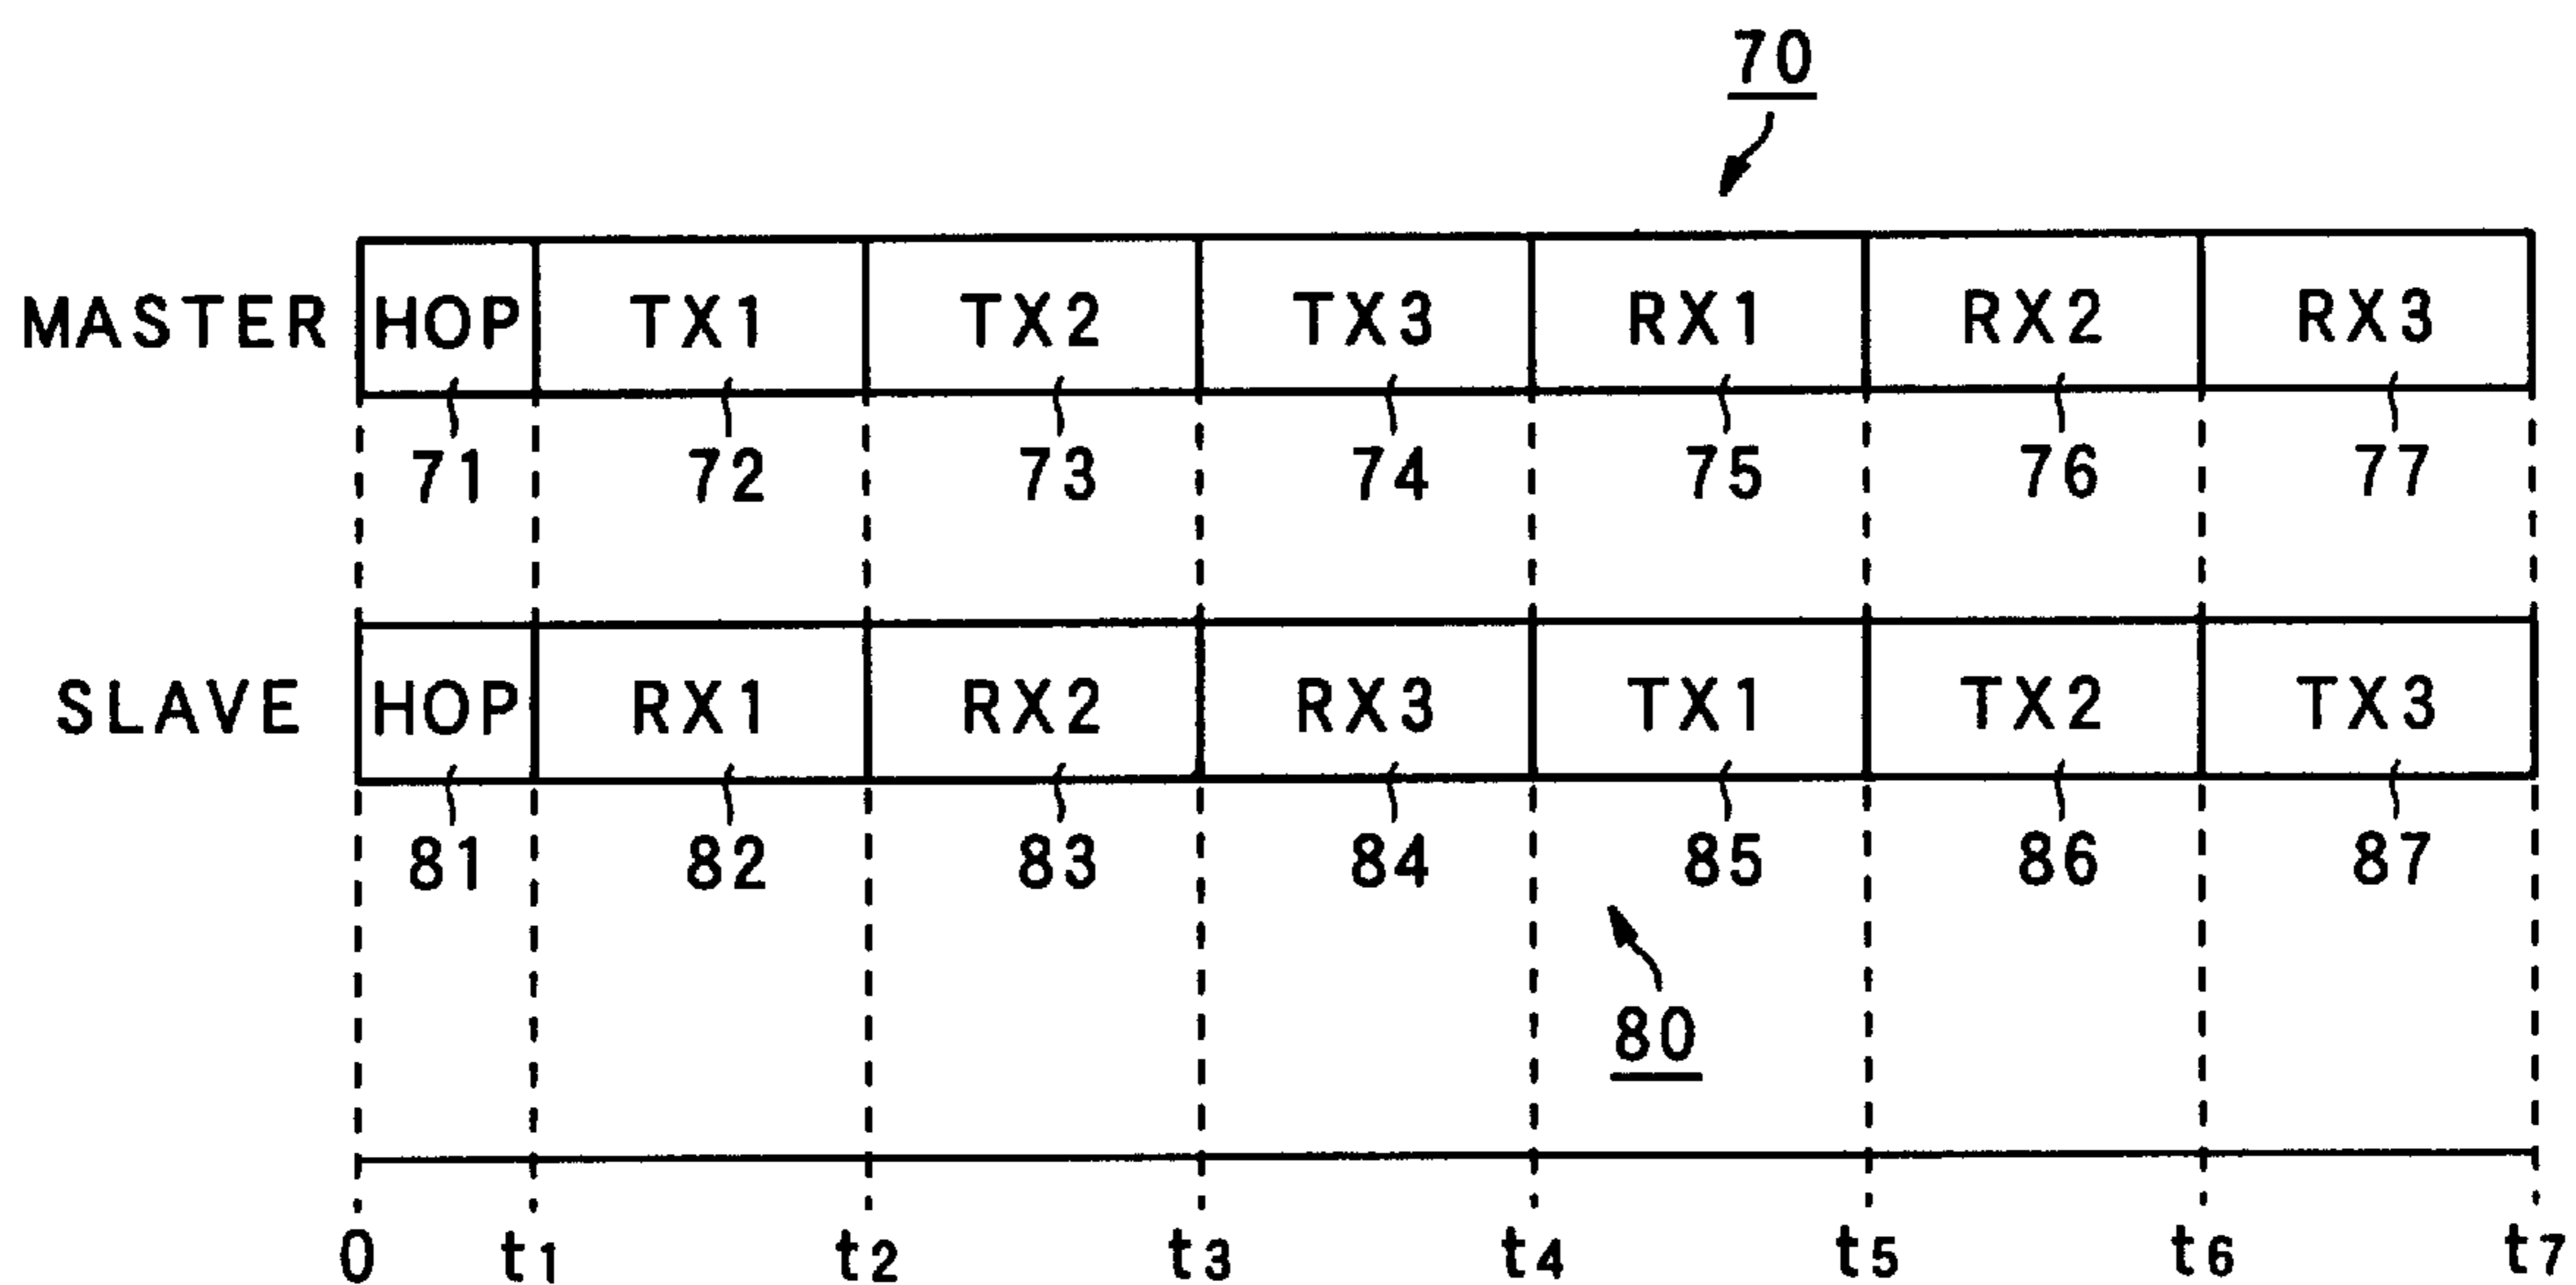 70
MASTER HOP TX1 TX2 TX3 RX1 RX2 RX3
71 72 73 74 75 76 77
SLAVE HOP RX1 RX2 RX3 TX1 TX2 TX3
81 82 83 84 85 86 87
80
0 t1 t2 t3 t4 t5 t6 t7